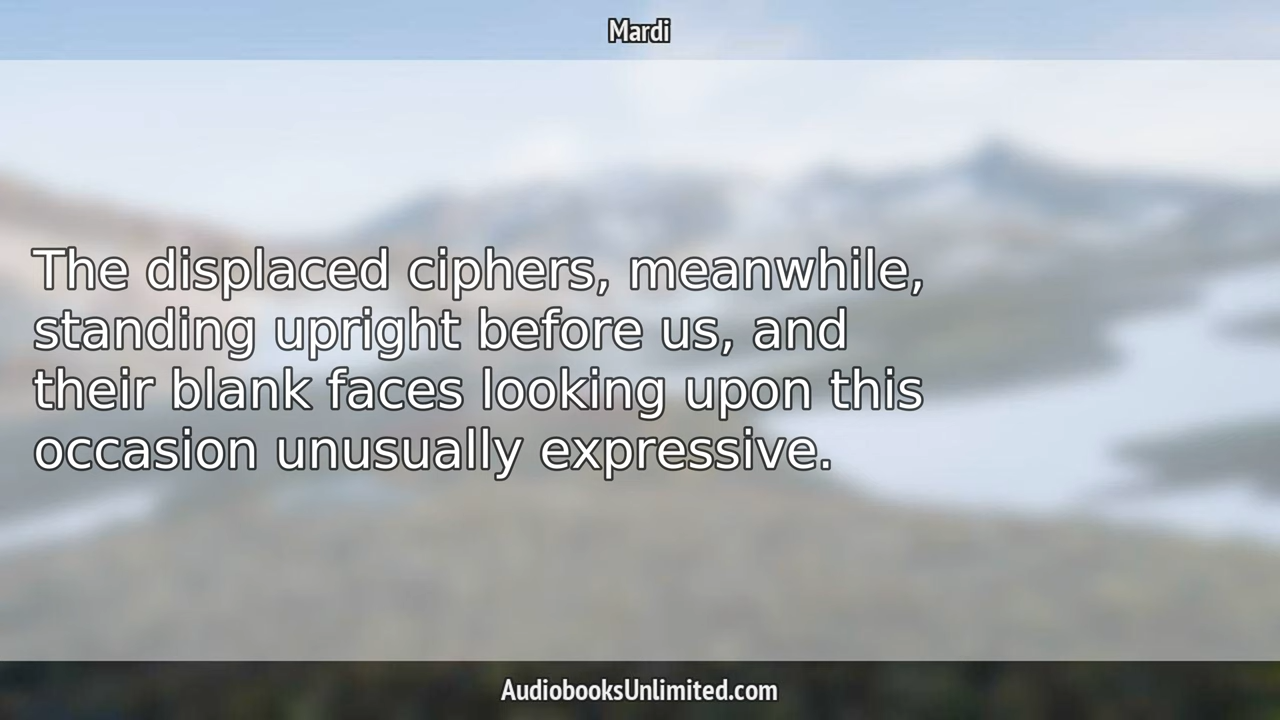 Mardi
The displaced ciphers, meanwhile,
standing upright before us, and
their blank faces looking upon this
occasion unusually expressive.
AudiobooksUnlimited.com